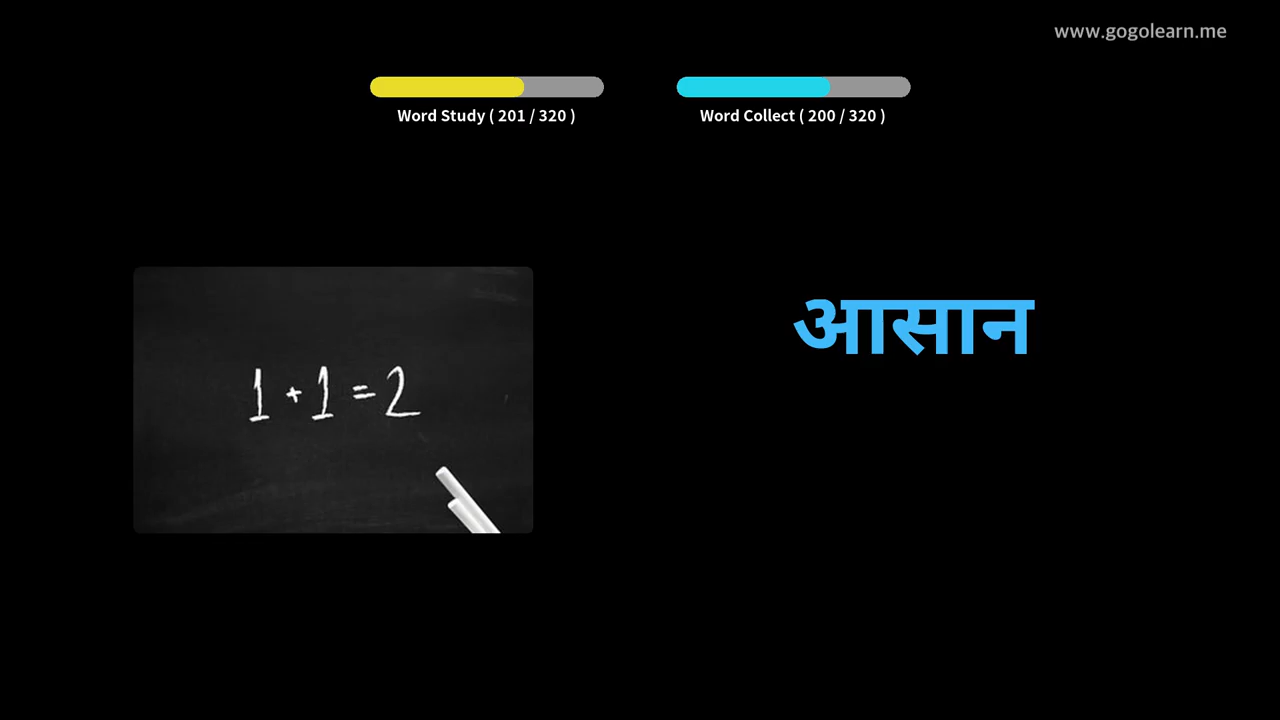 www.gogolearn.me
Word Study ( 201 / 320 )
Word Collect ( 200 / 320 )
आसान
1 + 1 = 2